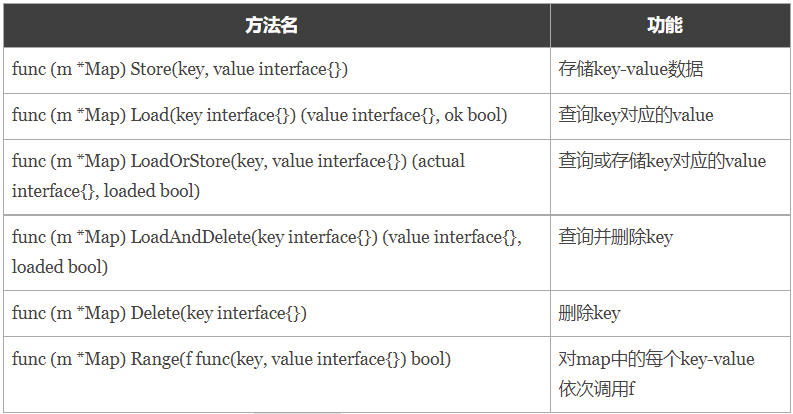 方法名
功能
func (m *Map) Store(key, value interface{})
存储key-value数据
func (m *Map) Load(key interface{}) (value interface{}, ok bool)
查询key对应的value
func (m *Map) LoadOrStore(key, value interface{}) (actual
interface{}, loaded bool)
查询或存储key对应的value
func (m *Map) LoadAndDelete(key interface{}) (value interface{},
loaded bool)
查询并删除key
func (m *Map) Delete(key interface{})
删除key
func (m *Map) Range(f func(key, value interface{}) bool)
对map中的每个key-value
依次调用f